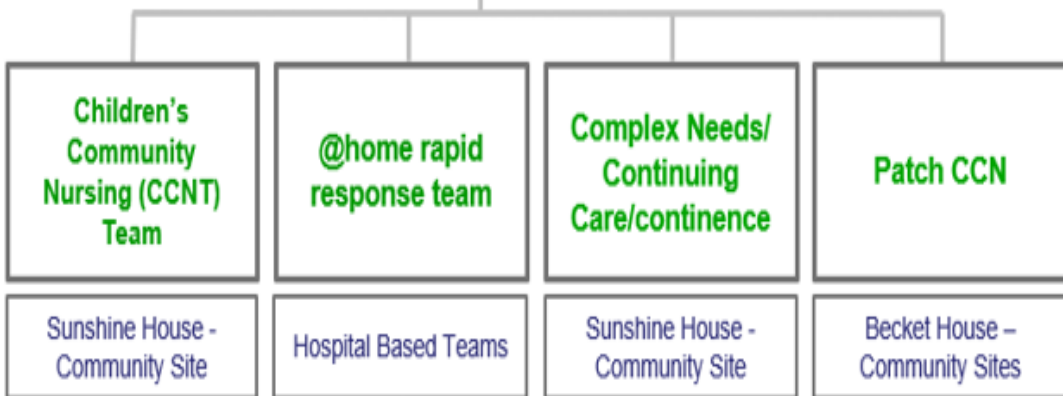 Children’s
Community
Nursing (CCNT)
Team
@home rapid
response team
Complex Needs/
Continuing
Care/continence
Patch CCN
Sunshine House -
Community Site
Hospital Based Teams
Sunshine House -
Community Site
Becket House –
Community Sites